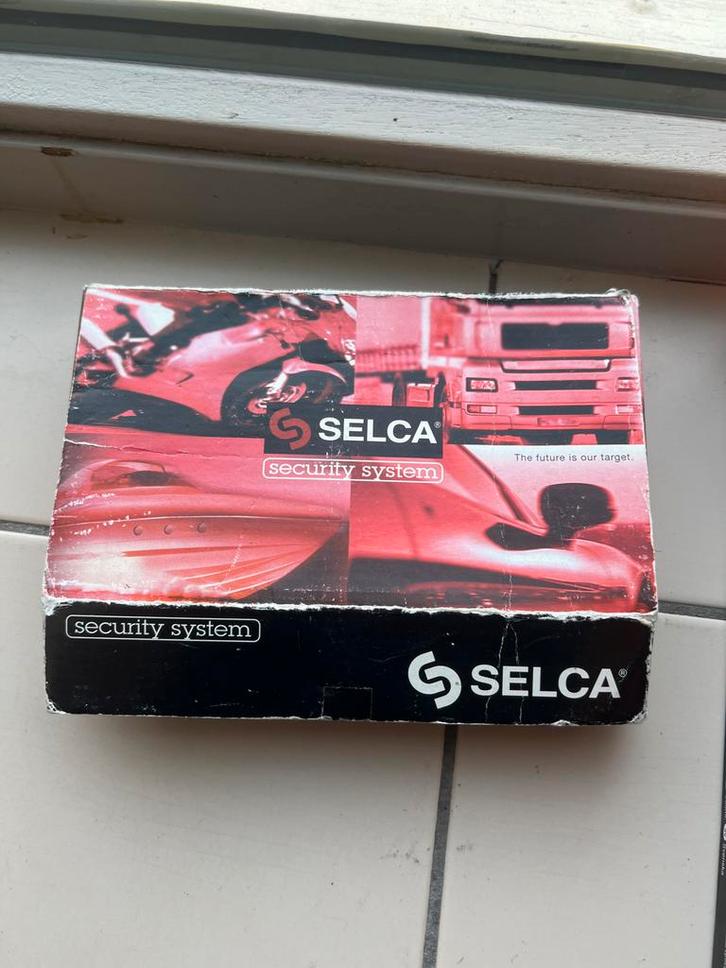 SELCA®
security system
The future is our target.
security system
SELCA®